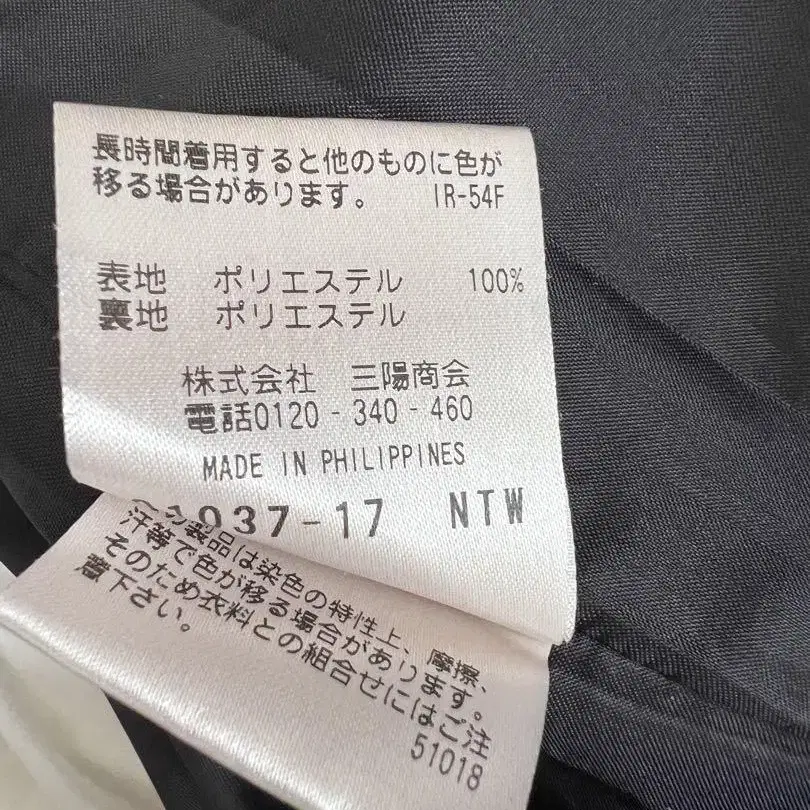 長時間着用すると他のものに色が
移る場合があります。 IR-54F
表地 ポリエステル 100%
裏地 ポリエステル
株式会社 三陽商会
電話0120-340-460
MADE IN PHILIPPINES
037-17 NTW
製品は染色の特性上、摩擦、
汗等で色が移る場合があります。
そのため衣料との組合せにはご注
意下さい。
51018